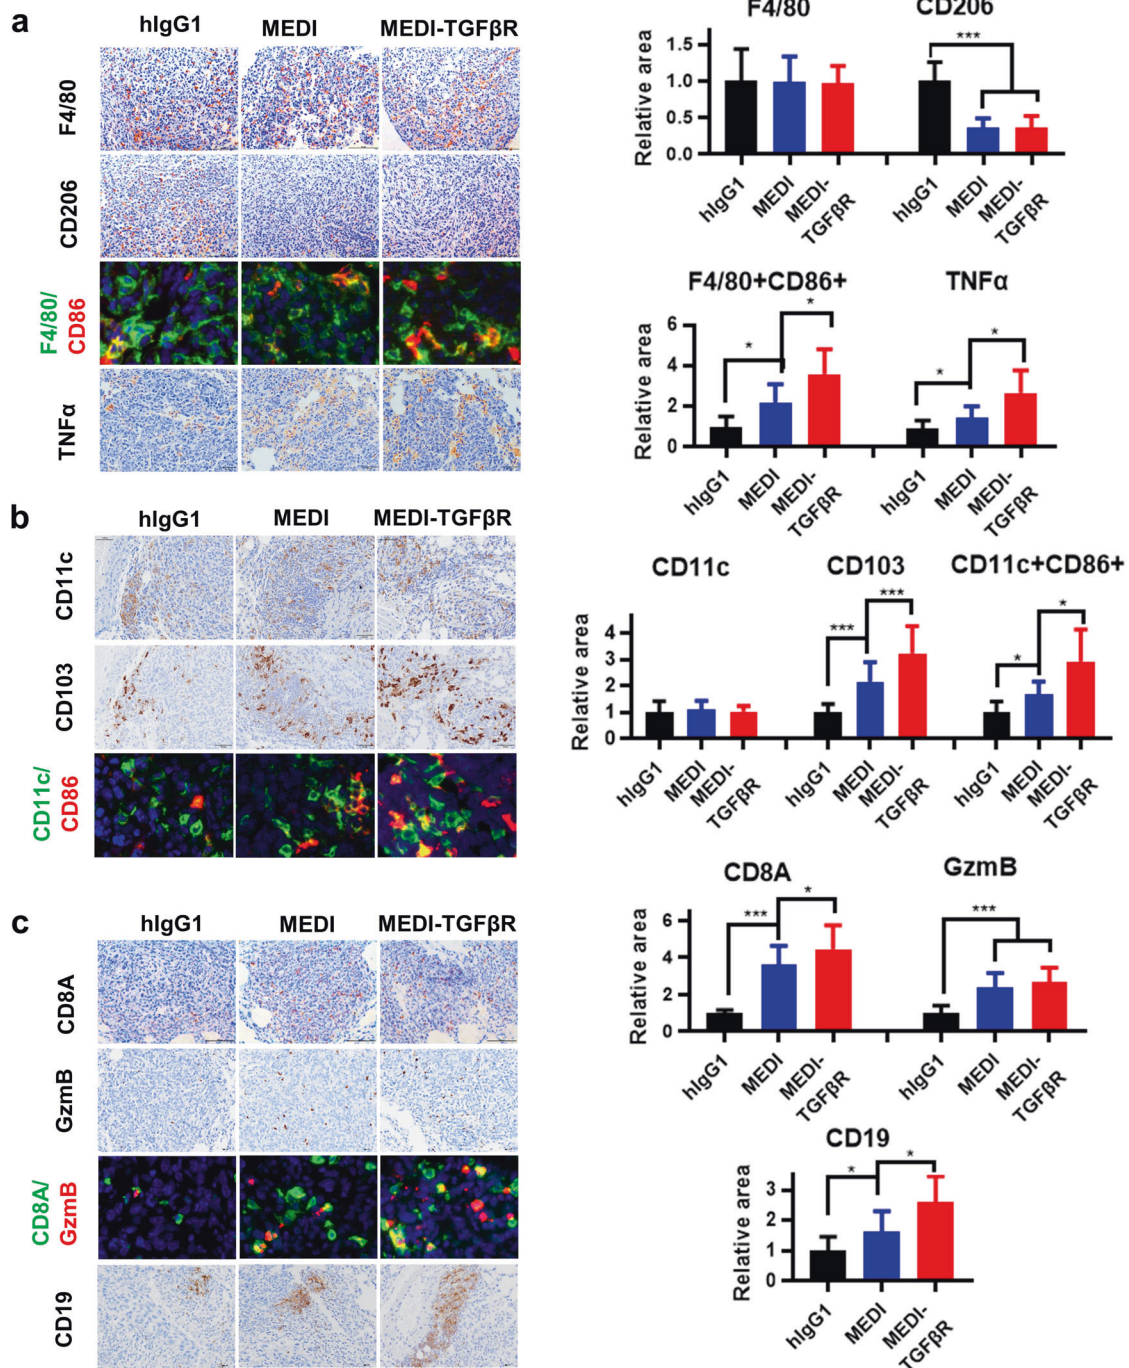 a
hIgG1 MEDI MEDI-TGFβR
F4/80
CD206
F4/80/
CD86
TNFα
F4/80 CD206
Relative area
1.5
1.0
0.5
0.0
***
hIgG1 MEDI MEDI-
TGFβR
hIgG1 MEDI MEDI-
TGFβR
F4/80+CD86+ TNFα
Relative area
6
4
2
0
* * * *
hIgG1 MEDI MEDI-
TGFβR
hIgG1 MEDI MEDI-
TGFβR
b
hIgG1 MEDI MEDI-TGFβR
CD11c
CD103
CD11c/
CD86
CD11c CD103 CD11c+CD86+
Relative area
4
3
2
1
0
*** *** * *
hIgG1 MEDI MEDI-
TGFβR
hIgG1 MEDI MEDI-
TGFβR
hIgG1 MEDI MEDI-
TGFβR
c
hIgG1 MEDI MEDI-TGFβR
CD8A
GzmB
CD8A/
GzmB
CD19
CD8A GzmB
Relative area
6
4
2
0
*** * ***
hIgG1 MEDI MEDI-
TGFβR
hIgG1 MEDI MEDI-
TGFβR
CD19
Relative area
3
2
1
0
* *
hIgG1 MEDI MEDI-
TGFβR